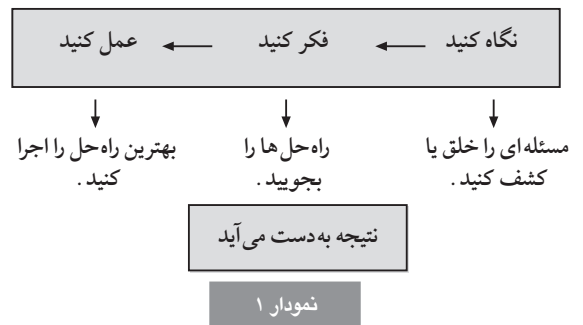 نگاه کنید فکر کنید عمل کنید
مسئله‌ای را خلق یا راه‌حل‌ها را بهترین راه‌حل را اجرا
کشف کنید. بجویید. کنید.
نتیجه به‌دست می‌آید
نمودار ۱